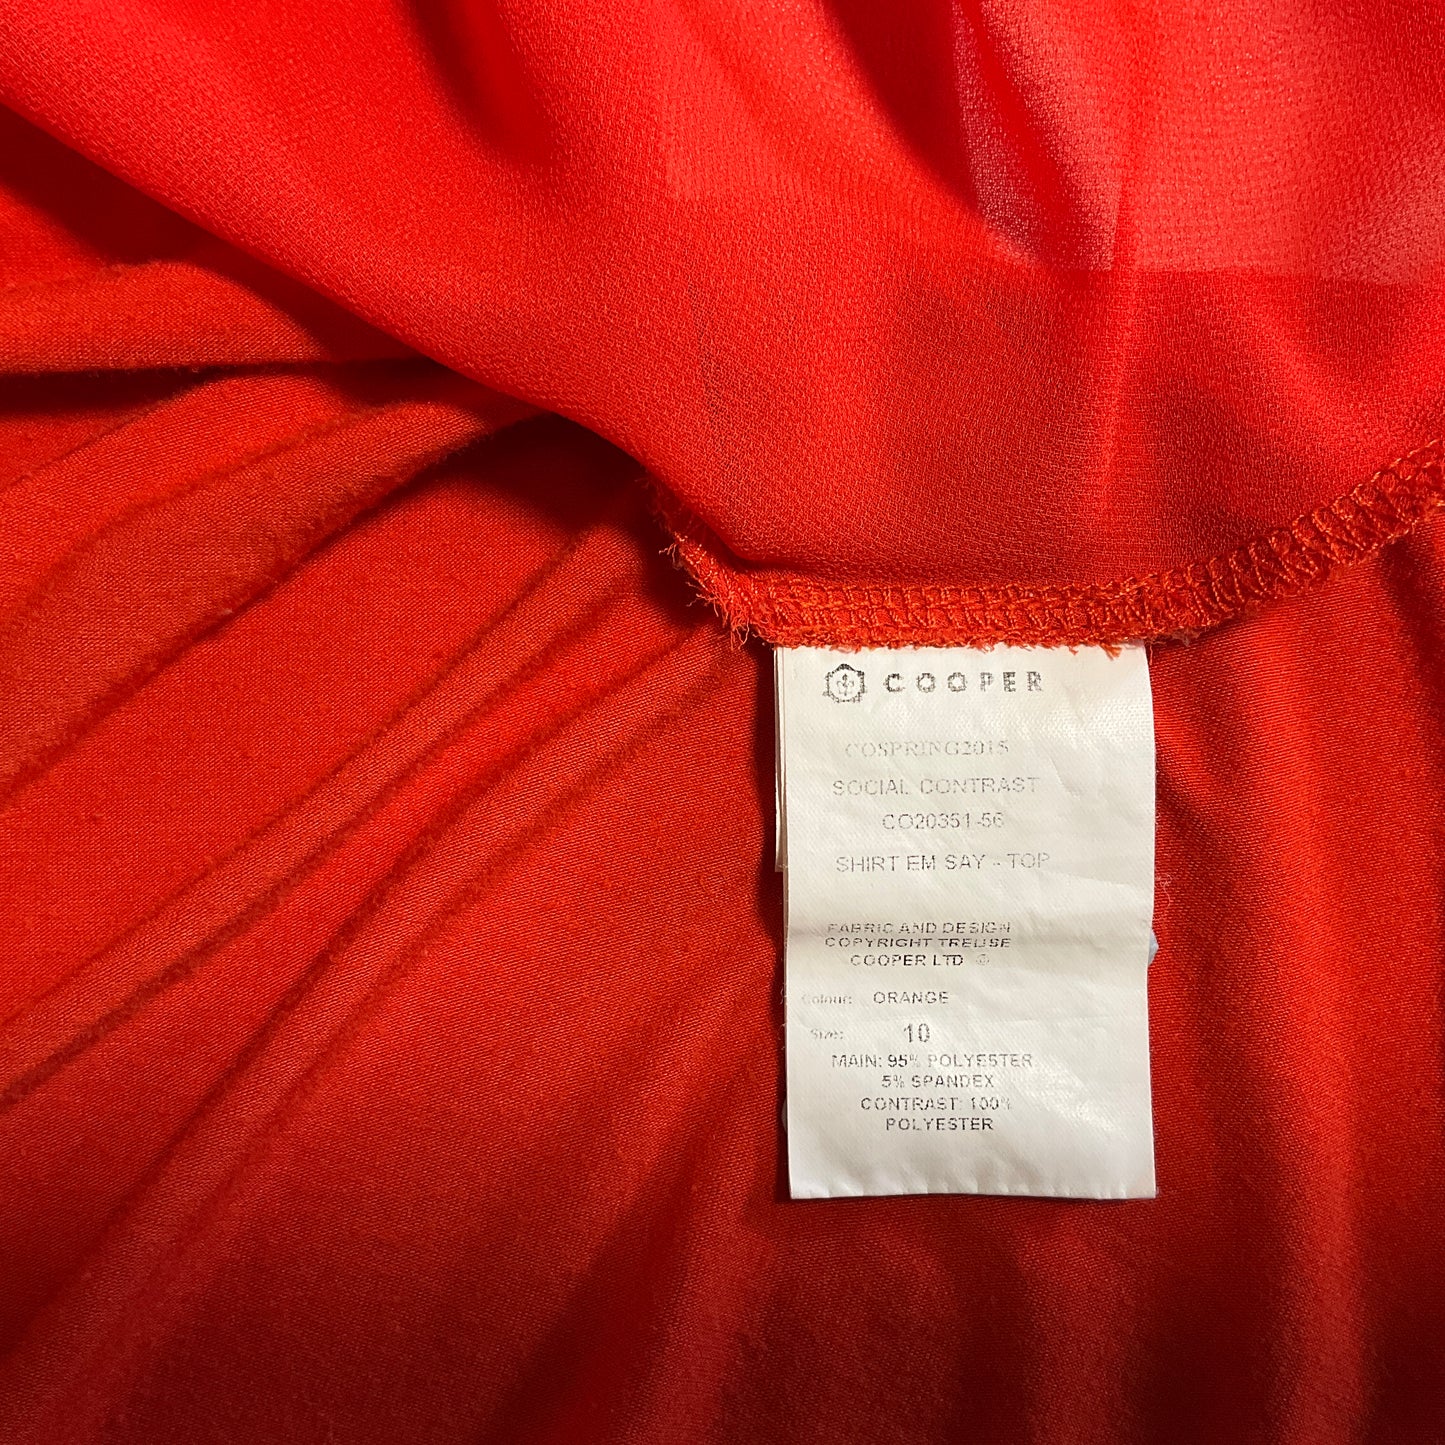 COOPER
COSPRING2015
SOCIAL CONTRAST
CO20351-56
SHIRT EM SAY - TOP
FABRIC AND DESIGN
COPYRIGHT TRELISE
COOPER LTD ©
Colour: ORANGE
Size: 10
MAIN: 95% POLYESTER
5% SPANDEX
CONTRAST: 100%
POLYESTER